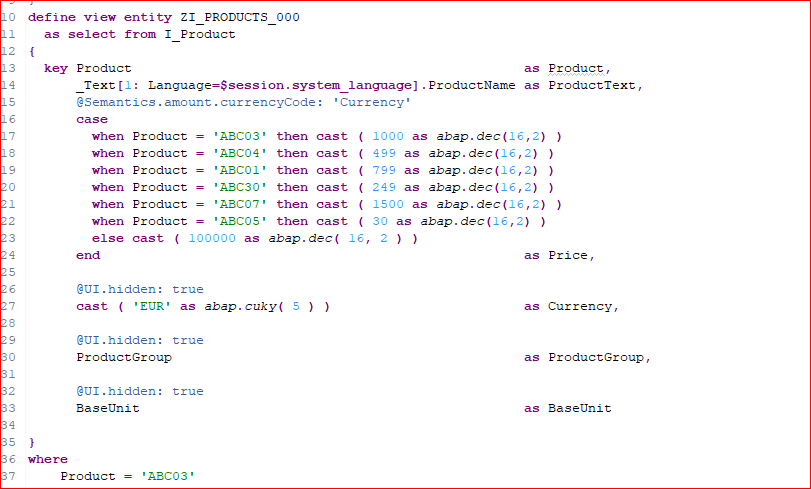 10 define view entity ZI_PRODUCTS_000
11   as select from I_Product
12 {
13   key Product                                                 as Product,
14       _Text[1: Language=$session.system_language].ProductName as ProductText,
15       @Semantics.amount.currencyCode: 'Currency'
16       case
17         when Product = 'ABC03' then cast ( 1000 as abap.dec(16,2) )
18         when Product = 'ABC04' then cast ( 499 as abap.dec(16,2) )
19         when Product = 'ABC01' then cast ( 799 as abap.dec(16,2) )
20         when Product = 'ABC30' then cast ( 249 as abap.dec(16,2) )
21         when Product = 'ABC07' then cast ( 1500 as abap.dec(16,2) )
22         when Product = 'ABC05' then cast ( 30 as abap.dec(16,2) )
23         else cast ( 100000 as abap.dec( 16, 2 ) )
24       end                                                     as Price,
25
26       @UI.hidden: true
27       cast ( 'EUR' as abap.cuky( 5 ) )                        as Currency,
28
29       @UI.hidden: true
30       ProductGroup                                            as ProductGroup,
31
32       @UI.hidden: true
33       BaseUnit                                                as BaseUnit
34
35 }
36 where
37     Product = 'ABC03'